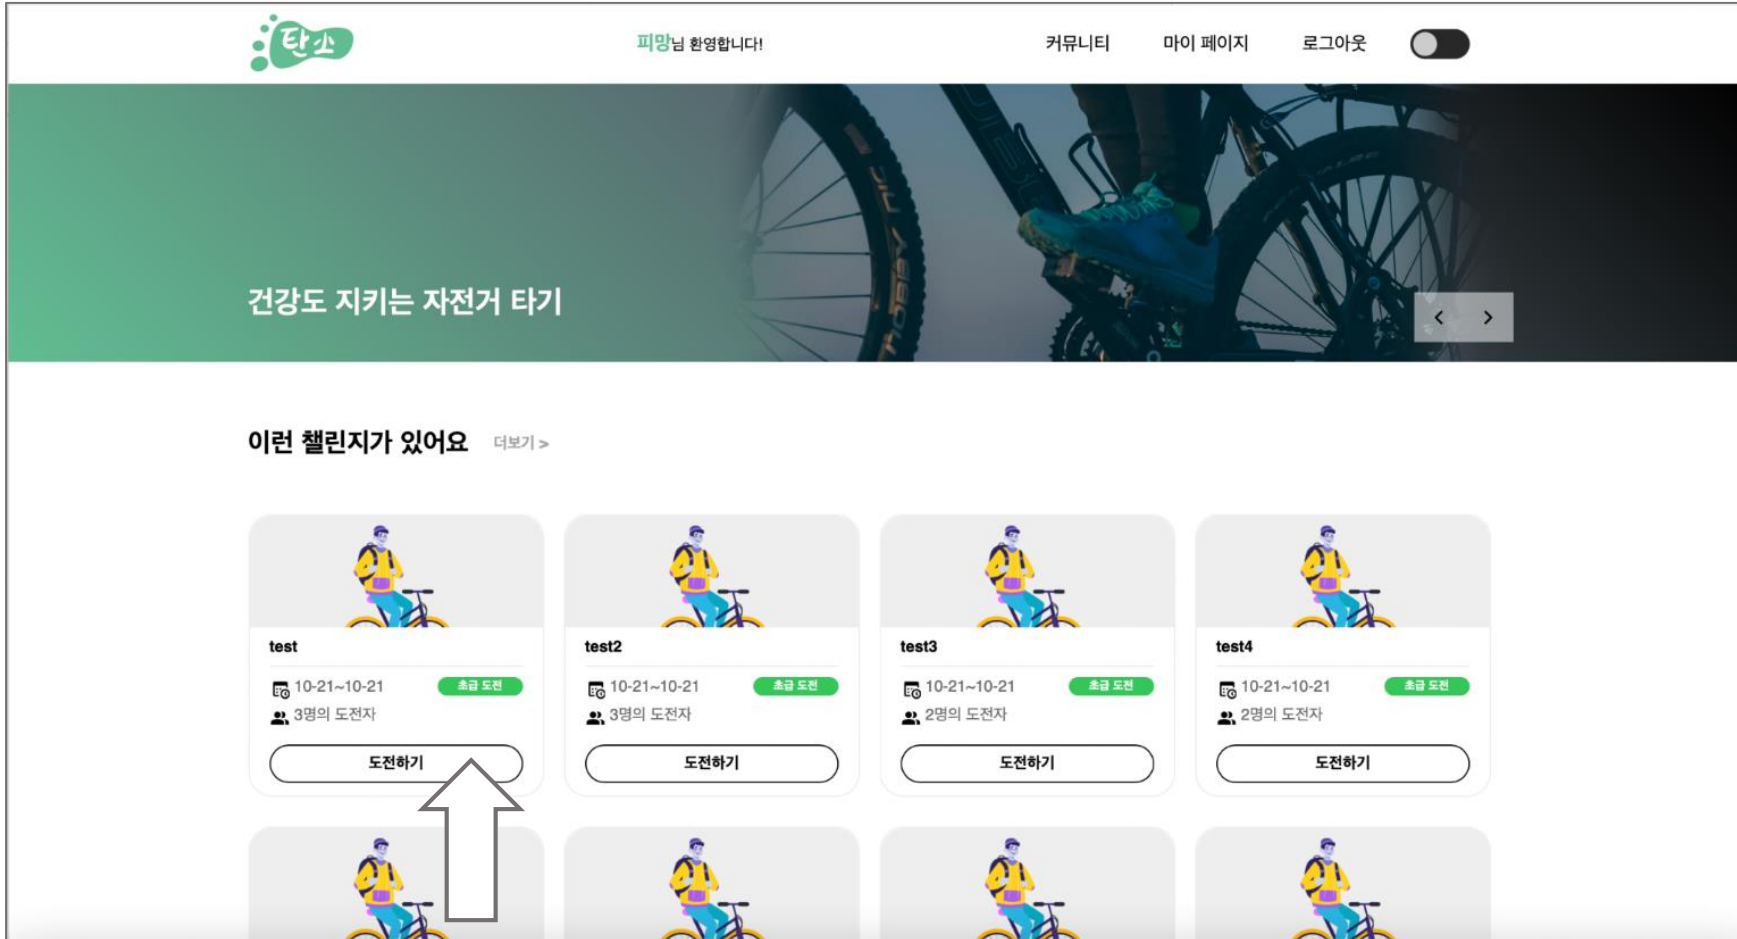 탄소
피망님 환영합니다!
커뮤니티 마이 페이지 로그아웃
건강도 지키는 자전거 타기
< >
이런 챌린지가 있어요 더보기 >
test
10-21~10-21 초급 도전
3명의 도전자
도전하기
test2
10-21~10-21 초급 도전
3명의 도전자
도전하기
test3
10-21~10-21 초급 도전
2명의 도전자
도전하기
test4
10-21~10-21 초급 도전
2명의 도전자
도전하기